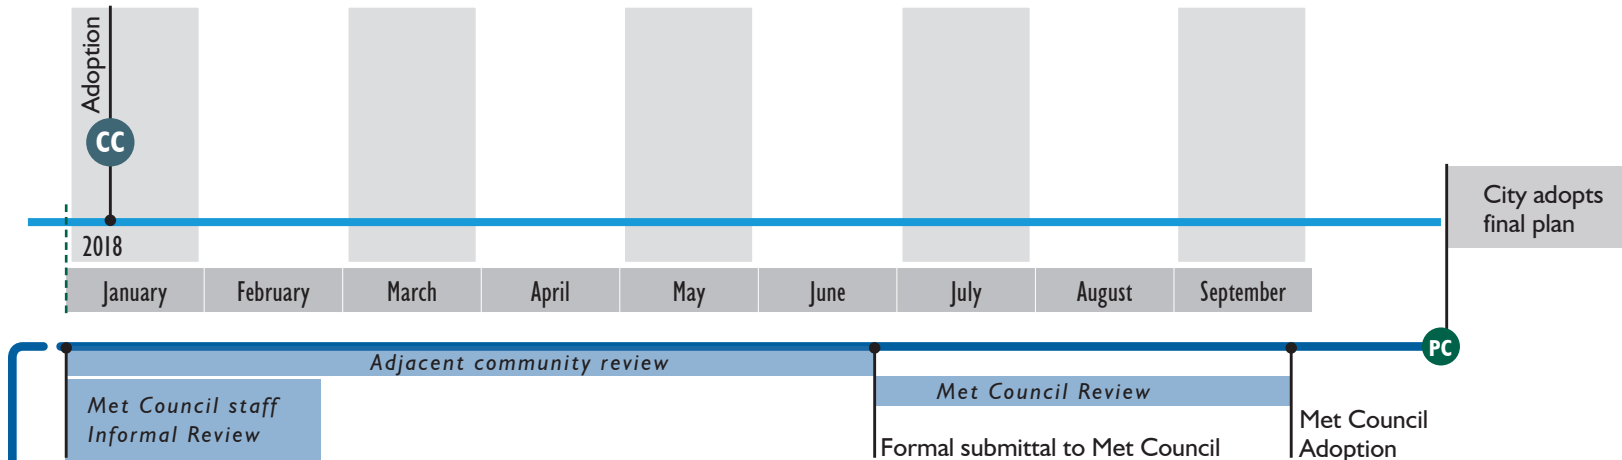 Adoption
CC
2018
City adopts
final plan
January February March April May June July August September
PC
Adjacent community review
Met Council staff
Informal Review
Met Council Review
Formal submittal to Met Council
Met Council
Adoption